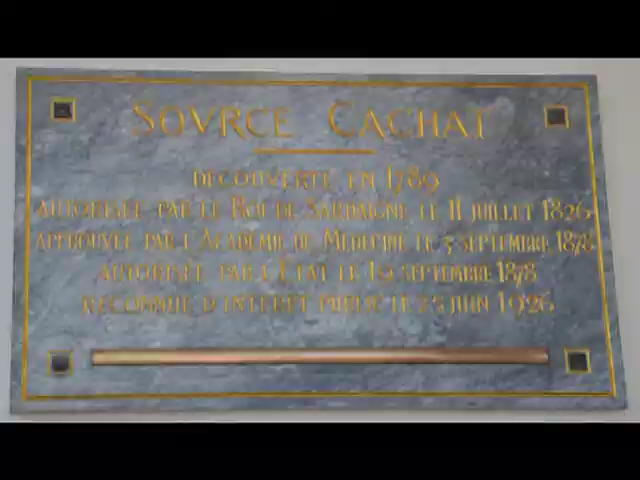 SOVRCE CACHAT
DECOUVERTE EN 1789
AUTORISEE PAR LE ROI DE SARDAIGNE LE 11 JUILLET 1826
APPROUVEE PAR L'ACADEMIE DE MEDECINE LE 3 SEPTEMBRE 1878
AUTORISEE PAR L'ETAT LE 19 SEPTEMBRE 1878
RECONNUE D'INTERET PUBLIC LE 25 JUIN 1926